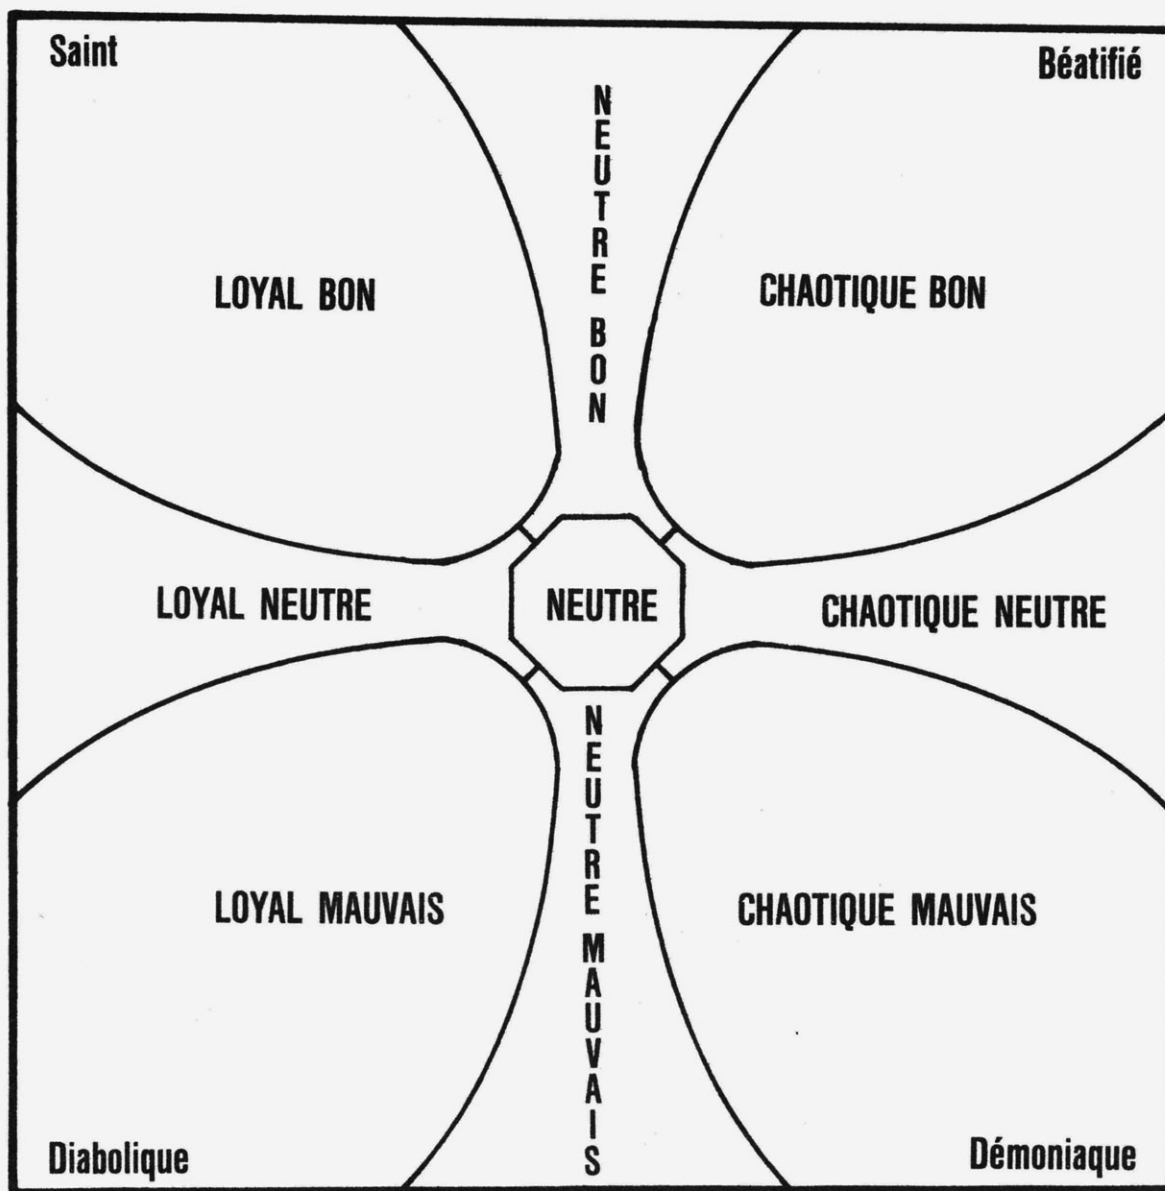 Saint
Béatifié
NEUTRE BON
LOYAL BON
CHAOTIQUE BON
LOYAL NEUTRE
NEUTRE
CHAOTIQUE NEUTRE
NEUTRE MAUVAIS
LOYAL MAUVAIS
CHAOTIQUE MAUVAIS
Diabolique
Démoniaque